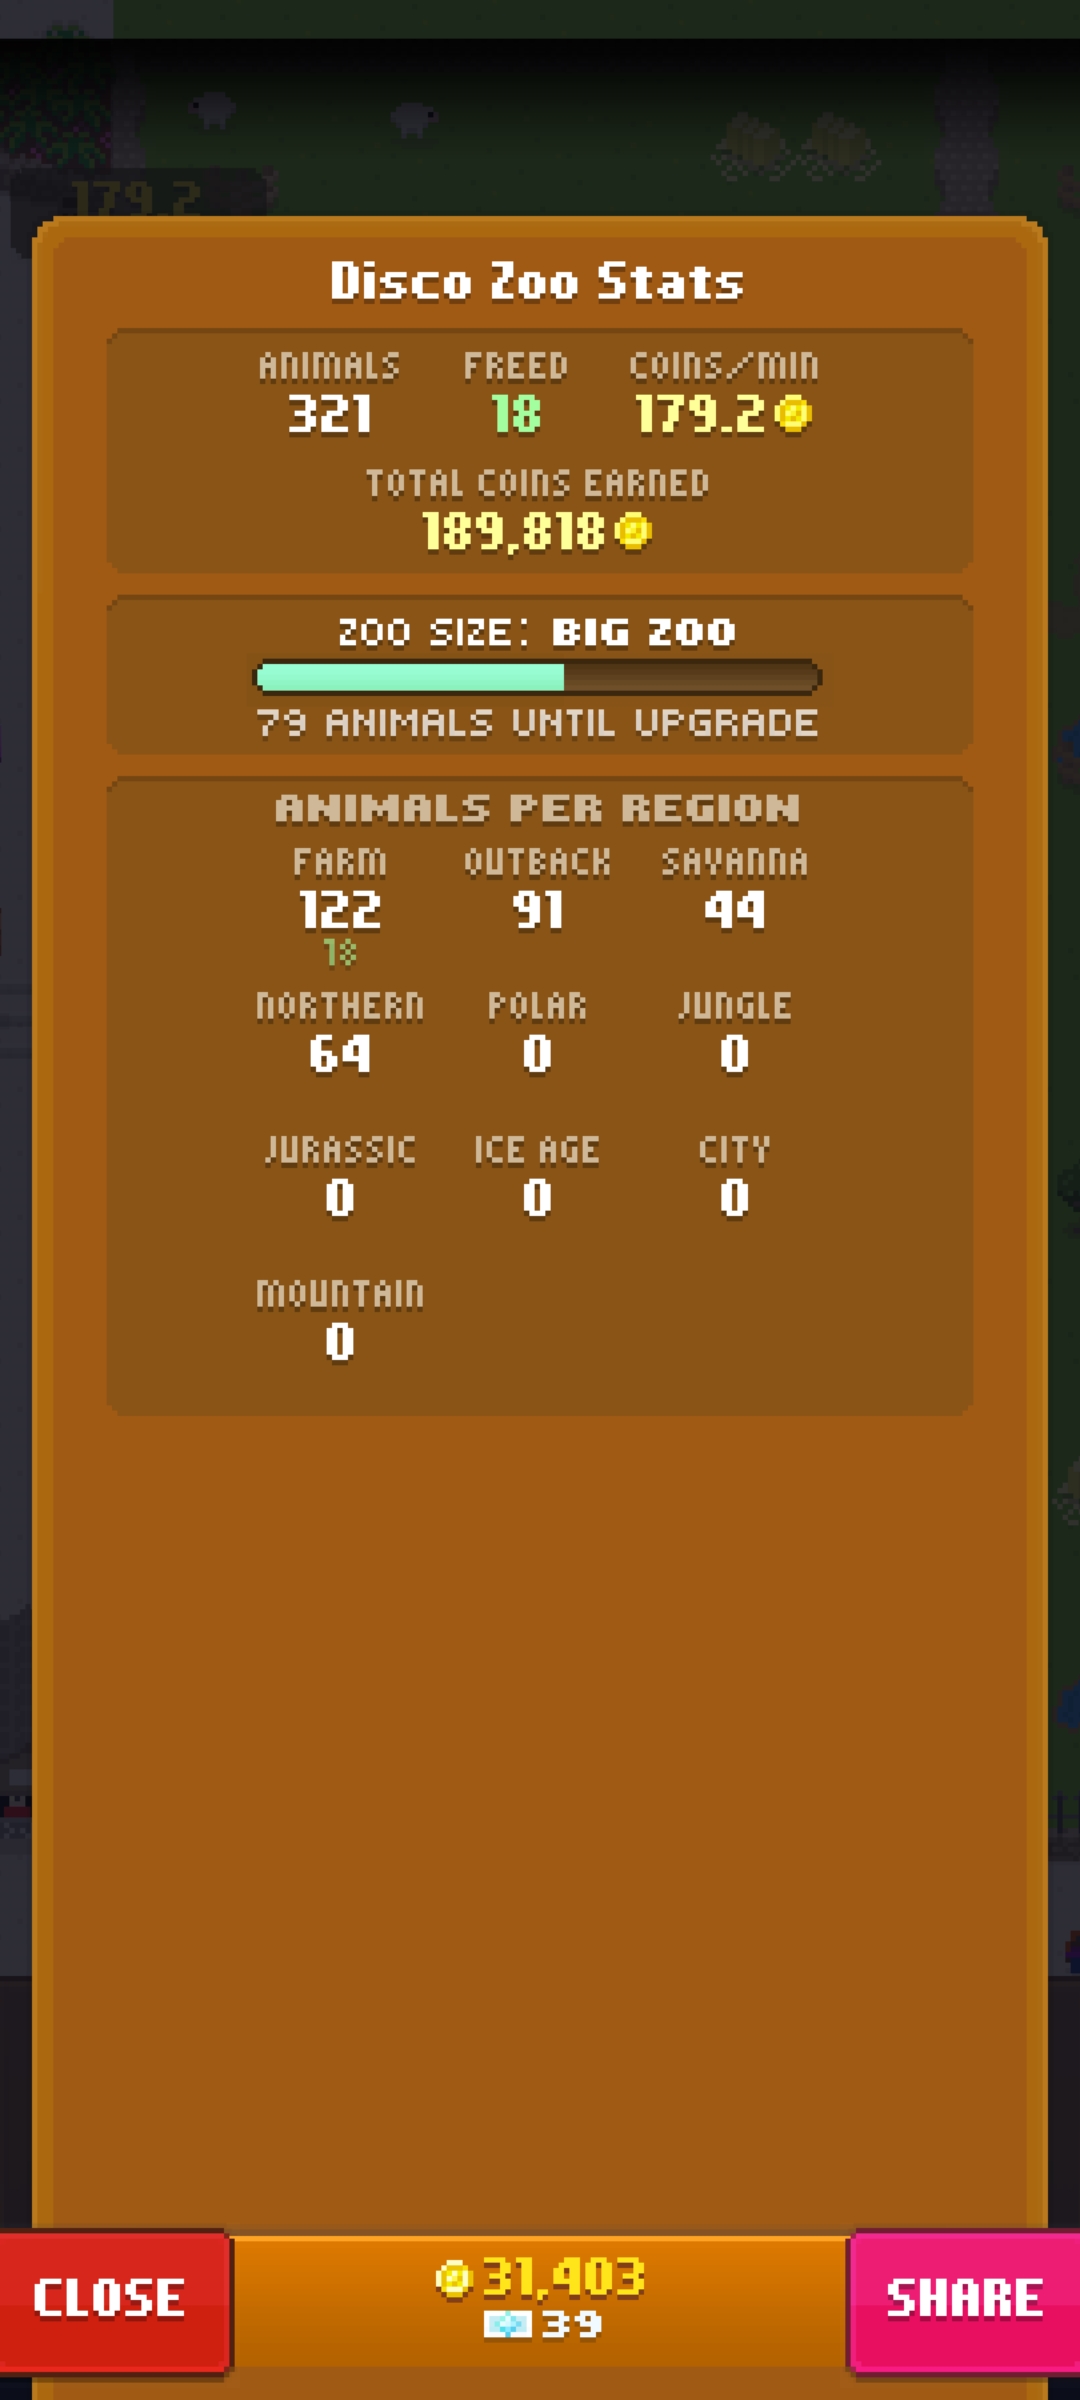 179.2
Disco Zoo Stats
ANIMALS FREED COINS/MIN
321 18 179.2
TOTAL COINS EARNED
189,818
ZOO SIZE: BIG ZOO
79 ANIMALS UNTIL UPGRADE
ANIMALS PER REGION
FARM OUTBACK SAVANNA
122 91 44
18
NORTHERN POLAR JUNGLE
64 0 0
JURASSIC ICE AGE CITY
0 0 0
MOUNTAIN
0
CLOSE 31,403 SHARE
39